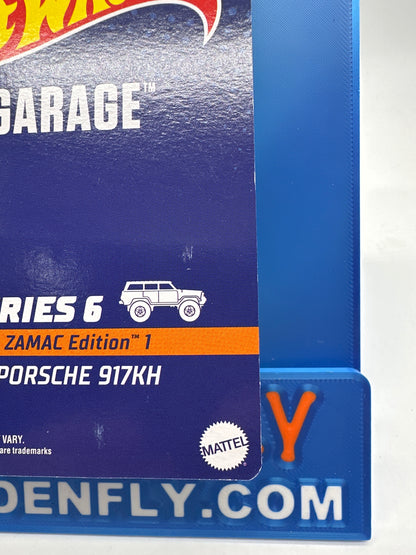 GARAGE™
RIES 6
ZAMAC Edition™ 1
PORSCHE 917KH
VARY.
are trademarks
MATTEL
Y
DENFLY.COM